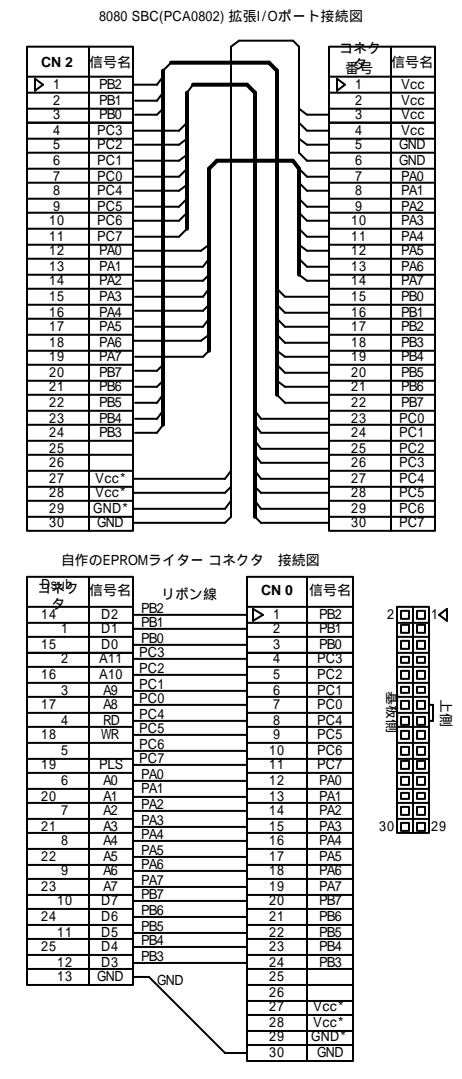 8080 SBC(PCA0802) 拡張I/Oポート接続図
CN 2 信号名 コネクタ番号 信号名
1 PB2 1 Vcc
2 PB1 2 Vcc
3 PB0 3 Vcc
4 PC3 4 Vcc
5 PC2 5 GND
6 PC1 6 GND
7 PC0 7 PA0
8 PC4 8 PA1
9 PC5 9 PA2
10 PC6 10 PA3
11 PC7 11 PA4
12 PA0 12 PA5
13 PA1 13 PA6
14 PA2 14 PA7
15 PA3 15 PB0
16 PA4 16 PB1
17 PA5 17 PB2
18 PA6 18 PB3
19 PA7 19 PB4
20 PB7 20 PB5
21 PB6 21 PB6
22 PB5 22 PB7
23 PB4 23 PC0
24 PB3 24 PC1
25 25 PC2
26 26 PC3
27 Vcc* 27 PC4
28 Vcc* 28 PC5
29 GND* 29 PC6
30 GND 30 PC7
自作のEPROMライター コネクタ 接続図
Dsubコネクタ 信号名 リボン線 CN 0 信号名
14 D2 PB2 1 PB2
1 D1 PB1 2 PB1
15 D0 PB0 3 PB0
2 A11 PC3 4 PC3
16 A10 PC2 5 PC2
3 A9 PC1 6 PC1
17 A8 PC0 7 PC0
4 RD PC4 8 PC4
18 WR PC5 9 PC5
5 PC6 10 PC6
19 PLS PC7 11 PC7
6 A0 PA0 12 PA0
20 A1 PA1 13 PA1
7 A2 PA2 14 PA2
21 A3 PA3 15 PA3
8 A4 PA4 16 PA4
22 A5 PA5 17 PA5
9 A6 PA6 18 PA6
23 A7 PA7 19 PA7
10 D7 PB7 20 PB7
24 D6 PB6 21 PB6
11 D5 PB5 22 PB5
25 D4 PB4 23 PB4
12 D3 PB3 24 PB3
13 GND GND 25
26
27 Vcc*
28 Vcc*
29 GND*
30 GND
2 1
基板側
上側
30 29